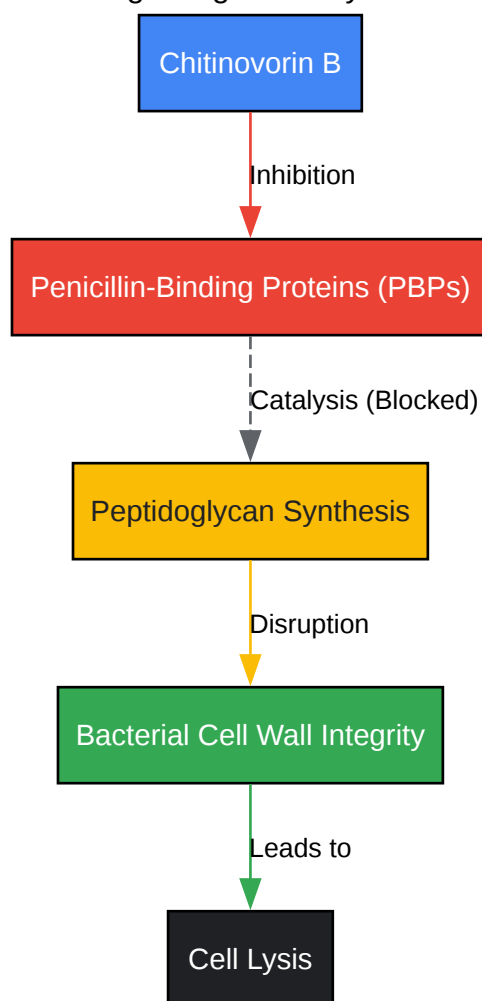 Chitinovorin B
Inhibition
Penicillin-Binding Proteins (PBPs)
Catalysis (Blocked)
Peptidoglycan Synthesis
Disruption
Bacterial Cell Wall Integrity
Leads to
Cell Lysis